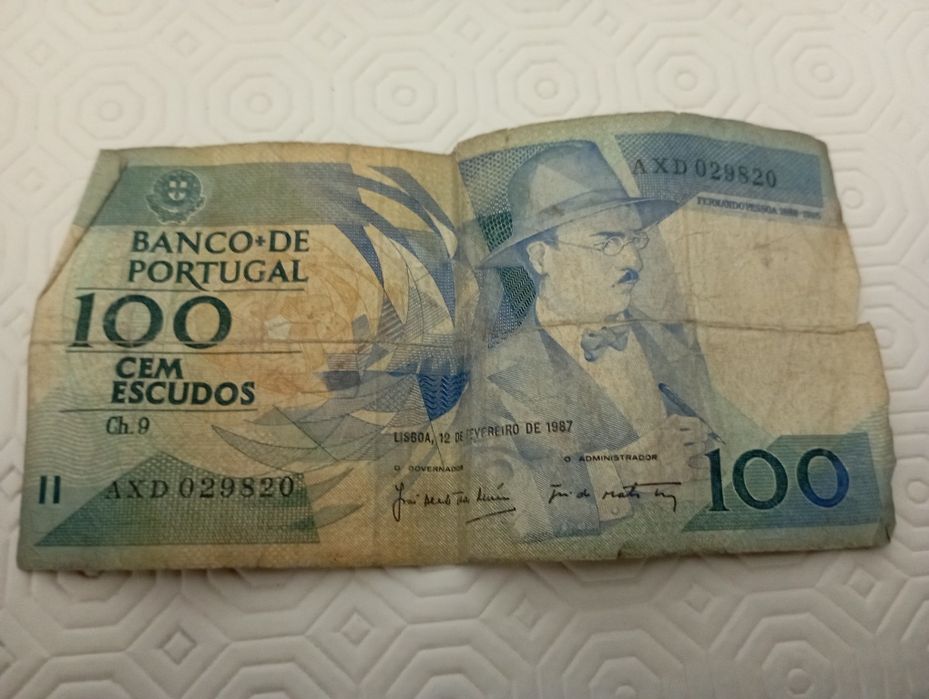 AXD 029820
FERNANDO PESSOA 1888-1935
BANCO DE
PORTUGAL
100
CEM
ESCUDOS
Ch. 9
LISBOA, 12 DE FEVEREIRO DE 1987
O GOVERNADOR
O ADMINISTRADOR
AXD 029820
100